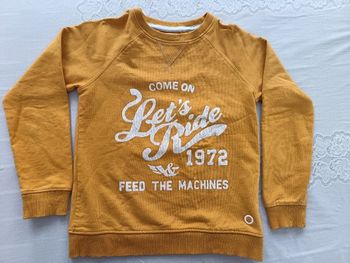 COME ON
Let's
Ride
1972
&
FEED THE MACHINES